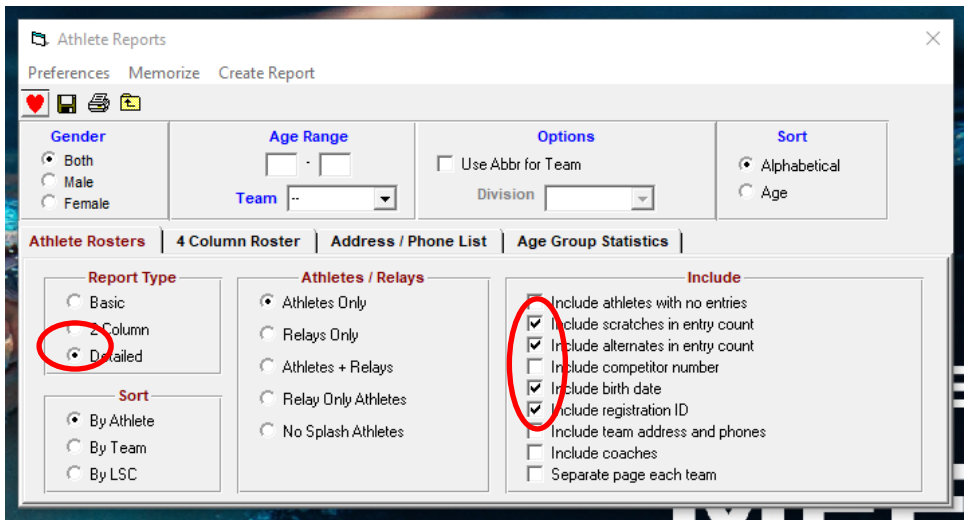 Athlete Reports
Preferences Memorize Create Report
Gender
Both
Male
Female
Age Range
-
Team --
Options
Use Abbr for Team
Division
Sort
Alphabetical
Age
Athlete Rosters 4 Column Roster Address / Phone List Age Group Statistics
Report Type
Basic
2 Column
Detailed
Sort
By Athlete
By Team
By LSC
Athletes / Relays
Athletes Only
Relays Only
Athletes + Relays
Relay Only Athletes
No Splash Athletes
Include
Include athletes with no entries
Include scratches in entry count
Include alternates in entry count
Include competitor number
Include birth date
Include registration ID
Include team address and phones
Include coaches
Separate page each team